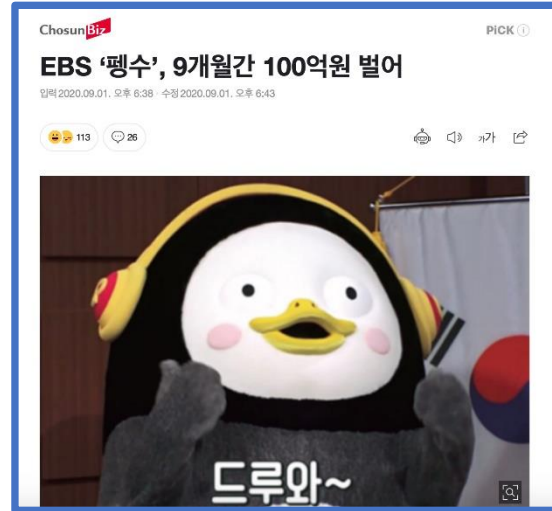 ChosunBiz
PiCK
EBS ‘펭수’, 9개월간 100억원 벌어
입력 2020.09.01. 오후 6:38 · 수정 2020.09.01. 오후 6:43
113
26
가가
드루와~